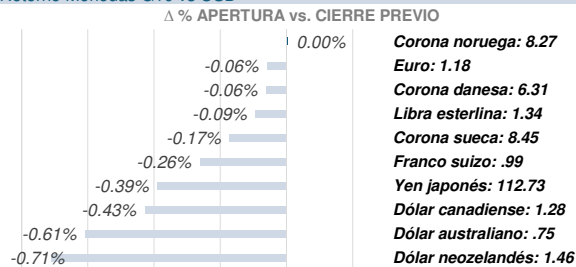 Δ % APERTURA vs. CIERRE PREVIO
0.00% Corona noruega: 8.27
-0.06% Euro: 1.18
-0.06% Corona danesa: 6.31
-0.09% Libra esterlina: 1.34
-0.17% Corona sueca: 8.45
-0.26% Franco suizo: .99
-0.39% Yen japonés: 112.73
-0.43% Dólar canadiense: 1.28
-0.61% Dólar australiano: .75
-0.71% Dólar neozelandés: 1.46